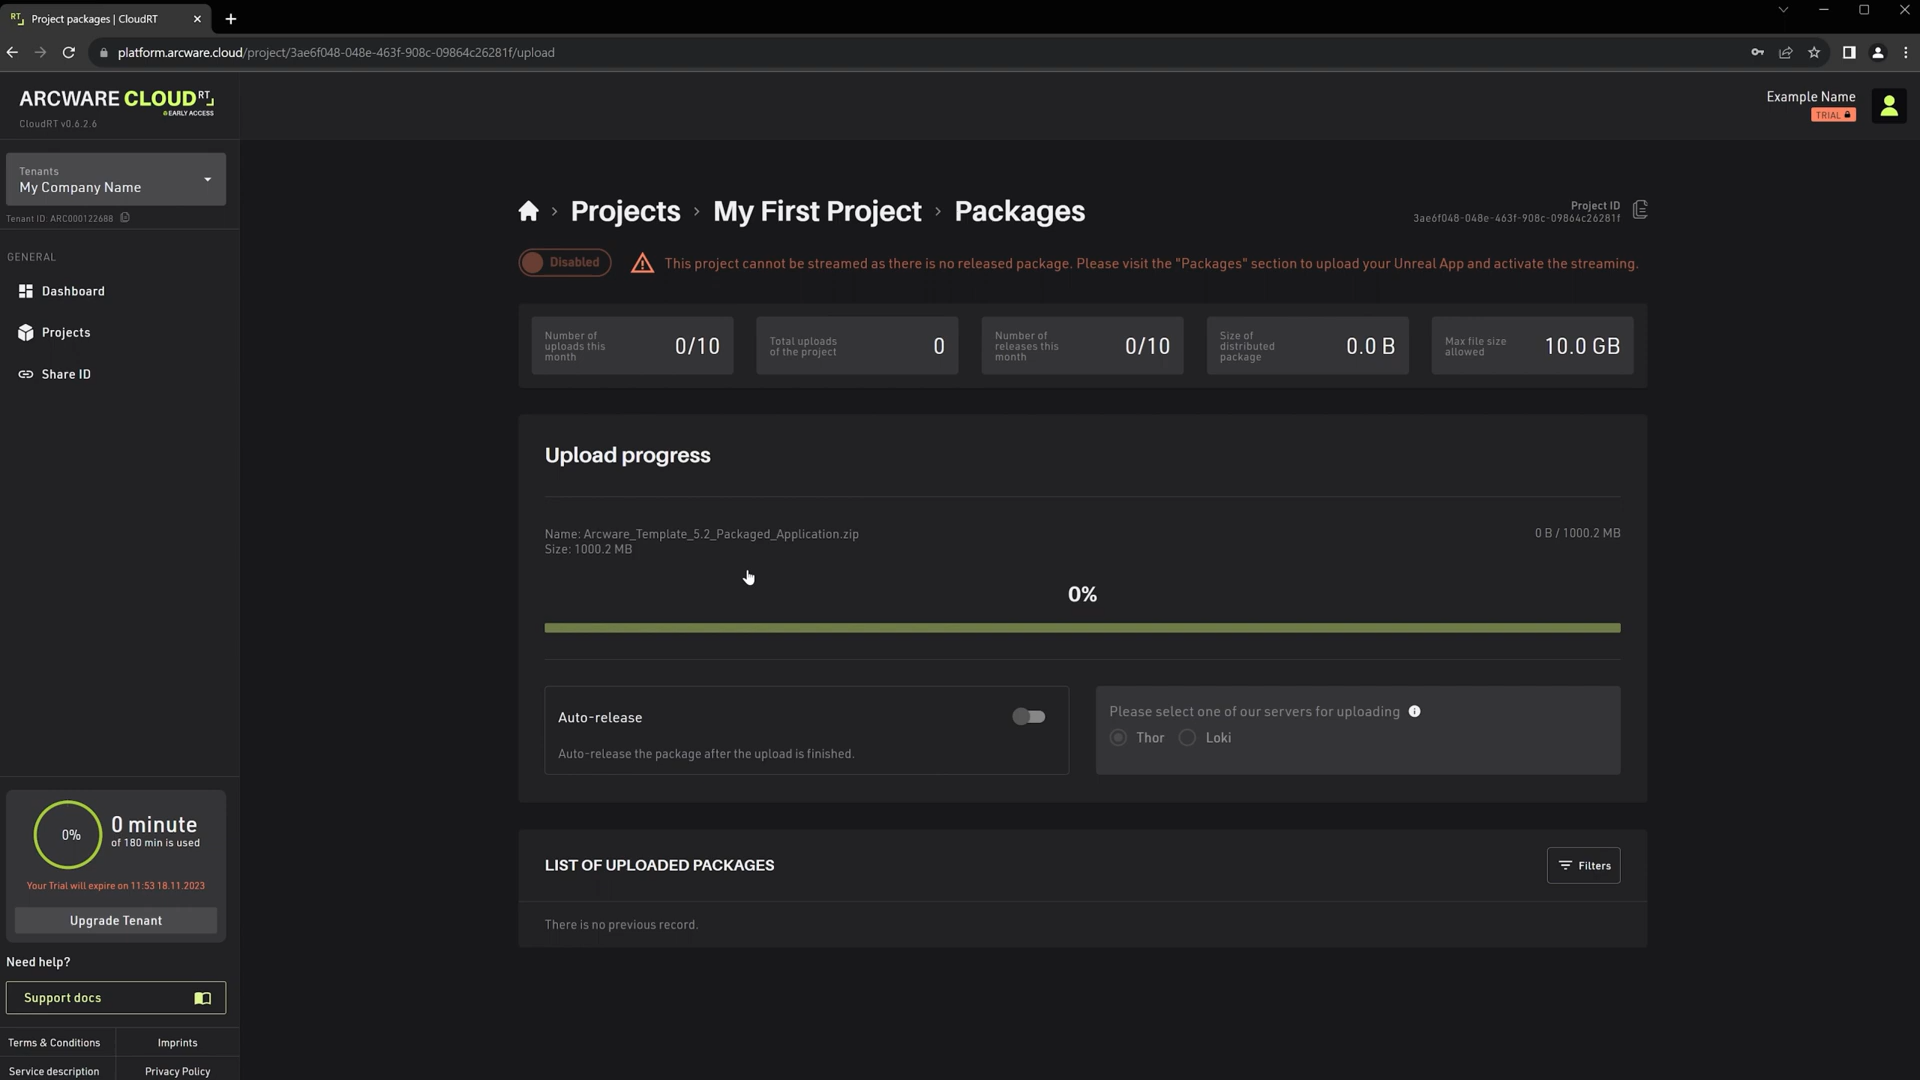 RT Project packages | CloudRT
platform.arcware.cloud/project/3ae6f048-048e-463f-908c-09864c26281f/upload
ARCWARE CLOUD RT
EARLY ACCESS
CloudRT v0.6.2.6
Example Name
TRIAL
Tenants
My Company Name
Tenant ID: ARC000122688
GENERAL
Dashboard
Projects
Share ID
Projects › My First Project › Packages
Project ID
3ae6f048-048e-463f-908c-09864c26281f
Disabled
This project cannot be streamed as there is no released package. Please visit the "Packages" section to upload your Unreal App and activate the streaming.
Number of
uploads this
month
0/10
Total uploads
of the project
0
Number of
releases this
month
0/10
Size of
distributed
package
0.0 B
Max file size
allowed
10.0 GB
Upload progress
Name: Arcware_Template_5.2_Packaged_Application.zip
Size: 1000.2 MB
0 B / 1000.2 MB
0%
Auto-release
Auto-release the package after the upload is finished.
Please select one of our servers for uploading
Thor Loki
LIST OF UPLOADED PACKAGES
Filters
There is no previous record.
0%
0 minute
of 180 min is used
Your Trial will expire on 11:53 18.11.2023
Upgrade Tenant
Need help?
Support docs
Terms & Conditions
Imprints
Service description
Privacy Policy